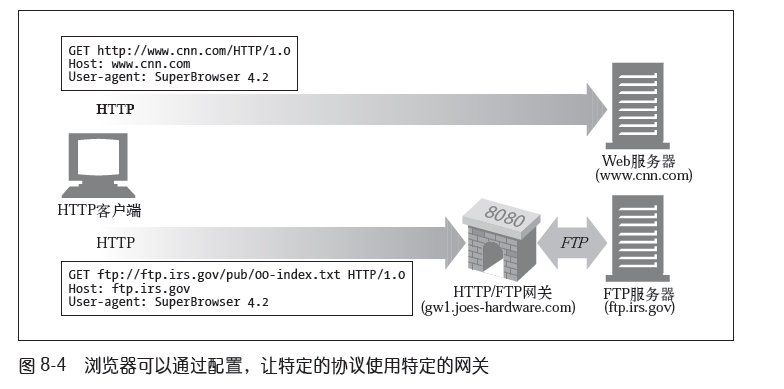 GET http://www.cnn.com/HTTP/1.0
Host: www.cnn.com
User-agent: SuperBrowser 4.2
HTTP
Web服务器
(www.cnn.com)
HTTP客户端
8080
HTTP
FTP
GET ftp://ftp.irs.gov/pub/00-index.txt HTTP/1.0
Host: ftp.irs.gov
User-agent: SuperBrowser 4.2
HTTP/FTP网关
(gw1.joes-hardware.com)
FTP服务器
(ftp.irs.gov)
图 8-4 浏览器可以通过配置，让特定的协议使用特定的网关